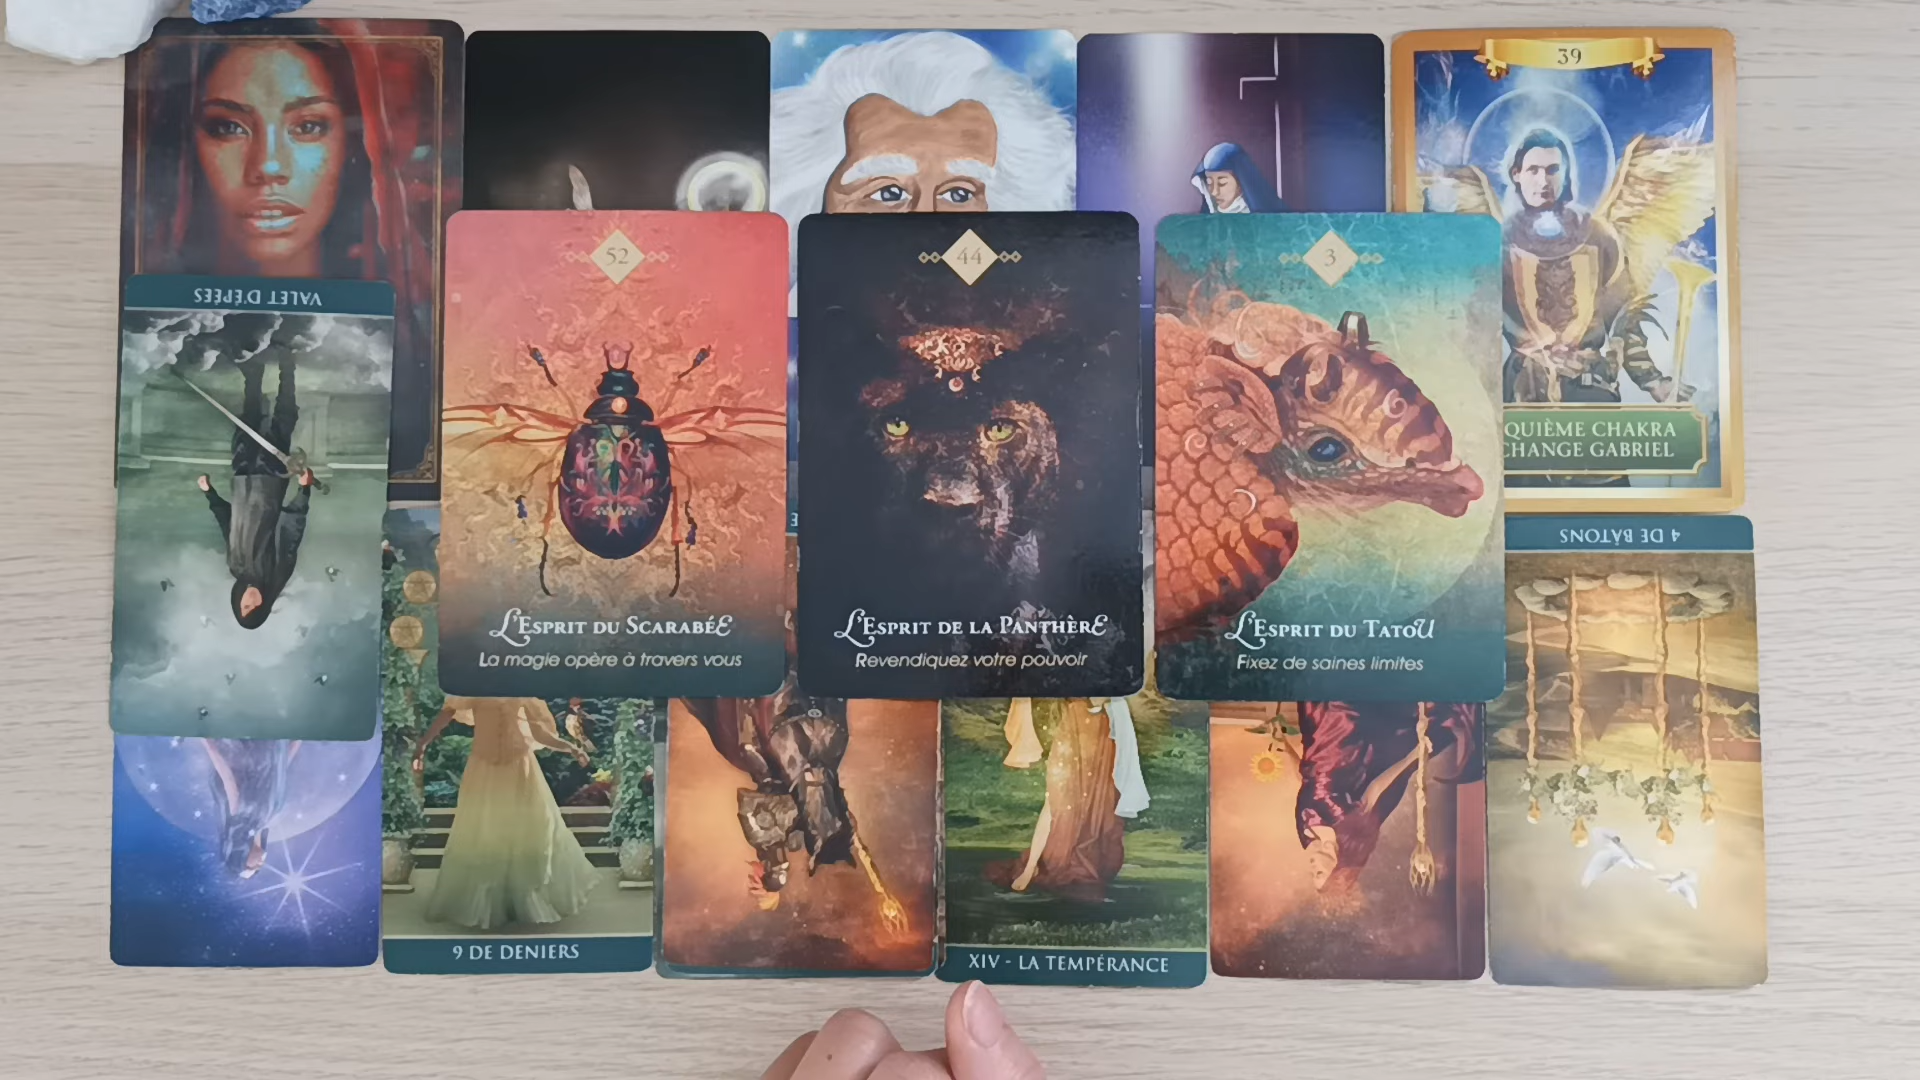 39
QUIÈME CHAKRA
CHANGE GABRIEL
VALET D'ÉPÉES
52
L'ESPRIT DU SCARABÉE
La magie opère à travers vous
44
L'ESPRIT DE LA PANTHÈRE
Revendiquez votre pouvoir
3
L'ESPRIT DU TATOU
Fixez de saines limites
4 DE BÂTONS
9 DE DENIERS
XIV - LA TEMPÉRANCE